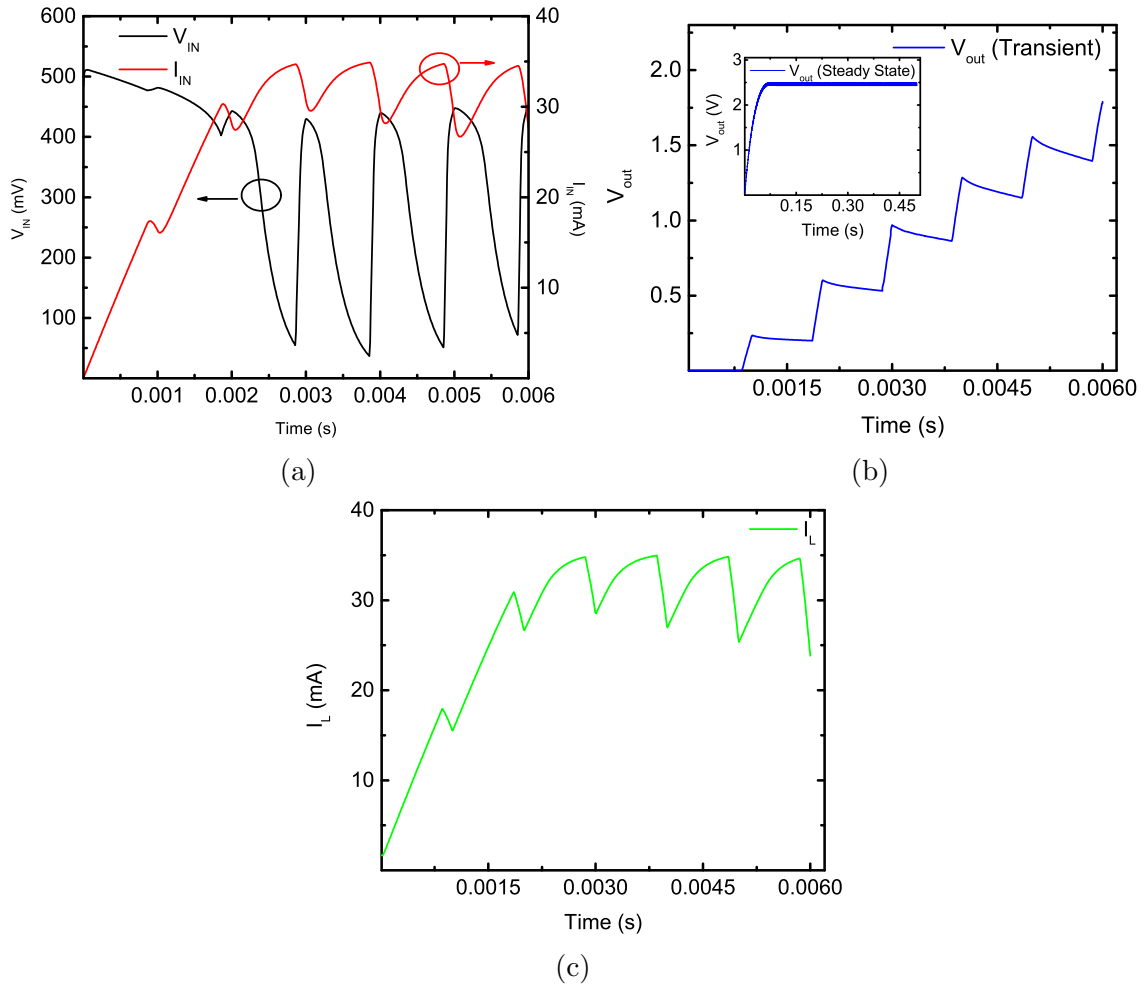 V_IN
I_IN
600
500
400
300
200
100
V_IN (mV)
40
30
20
10
I_IN (mA)
0.001 0.002 0.003 0.004 0.005 0.006
Time (s)
(a)
V_out (Transient)
2.0
1.5
1.0
0.5
V_out
V_out (Steady State)
3
2
1
V_out (V)
0.15 0.30 0.45
Time (s)
0.0015 0.0030 0.0045 0.0060
Time (s)
(b)
I_L
40
30
20
10
I_L (mA)
0.0015 0.0030 0.0045 0.0060
Time (s)
(c)